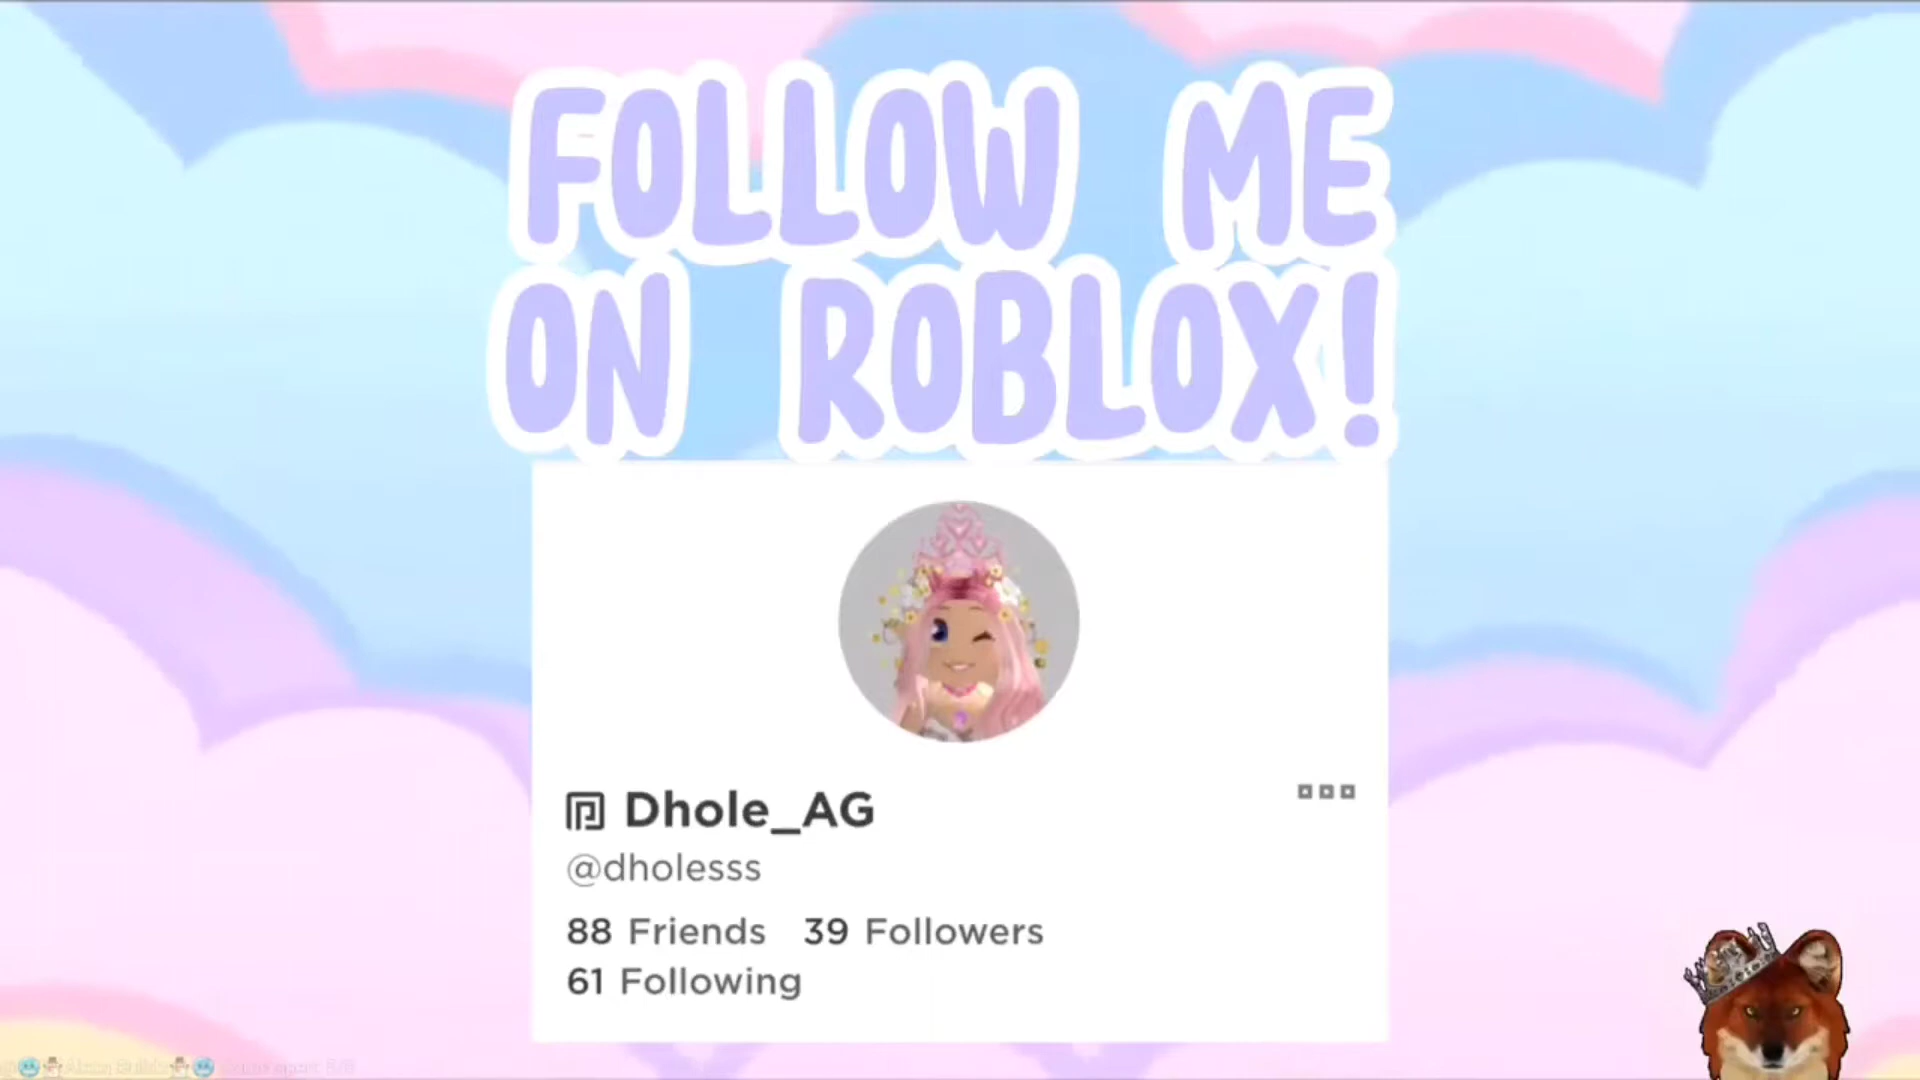 FOLLOW ME
ON ROBLOX!
Dhole_AG
@dholesss
88 Friends 39 Followers
61 Following